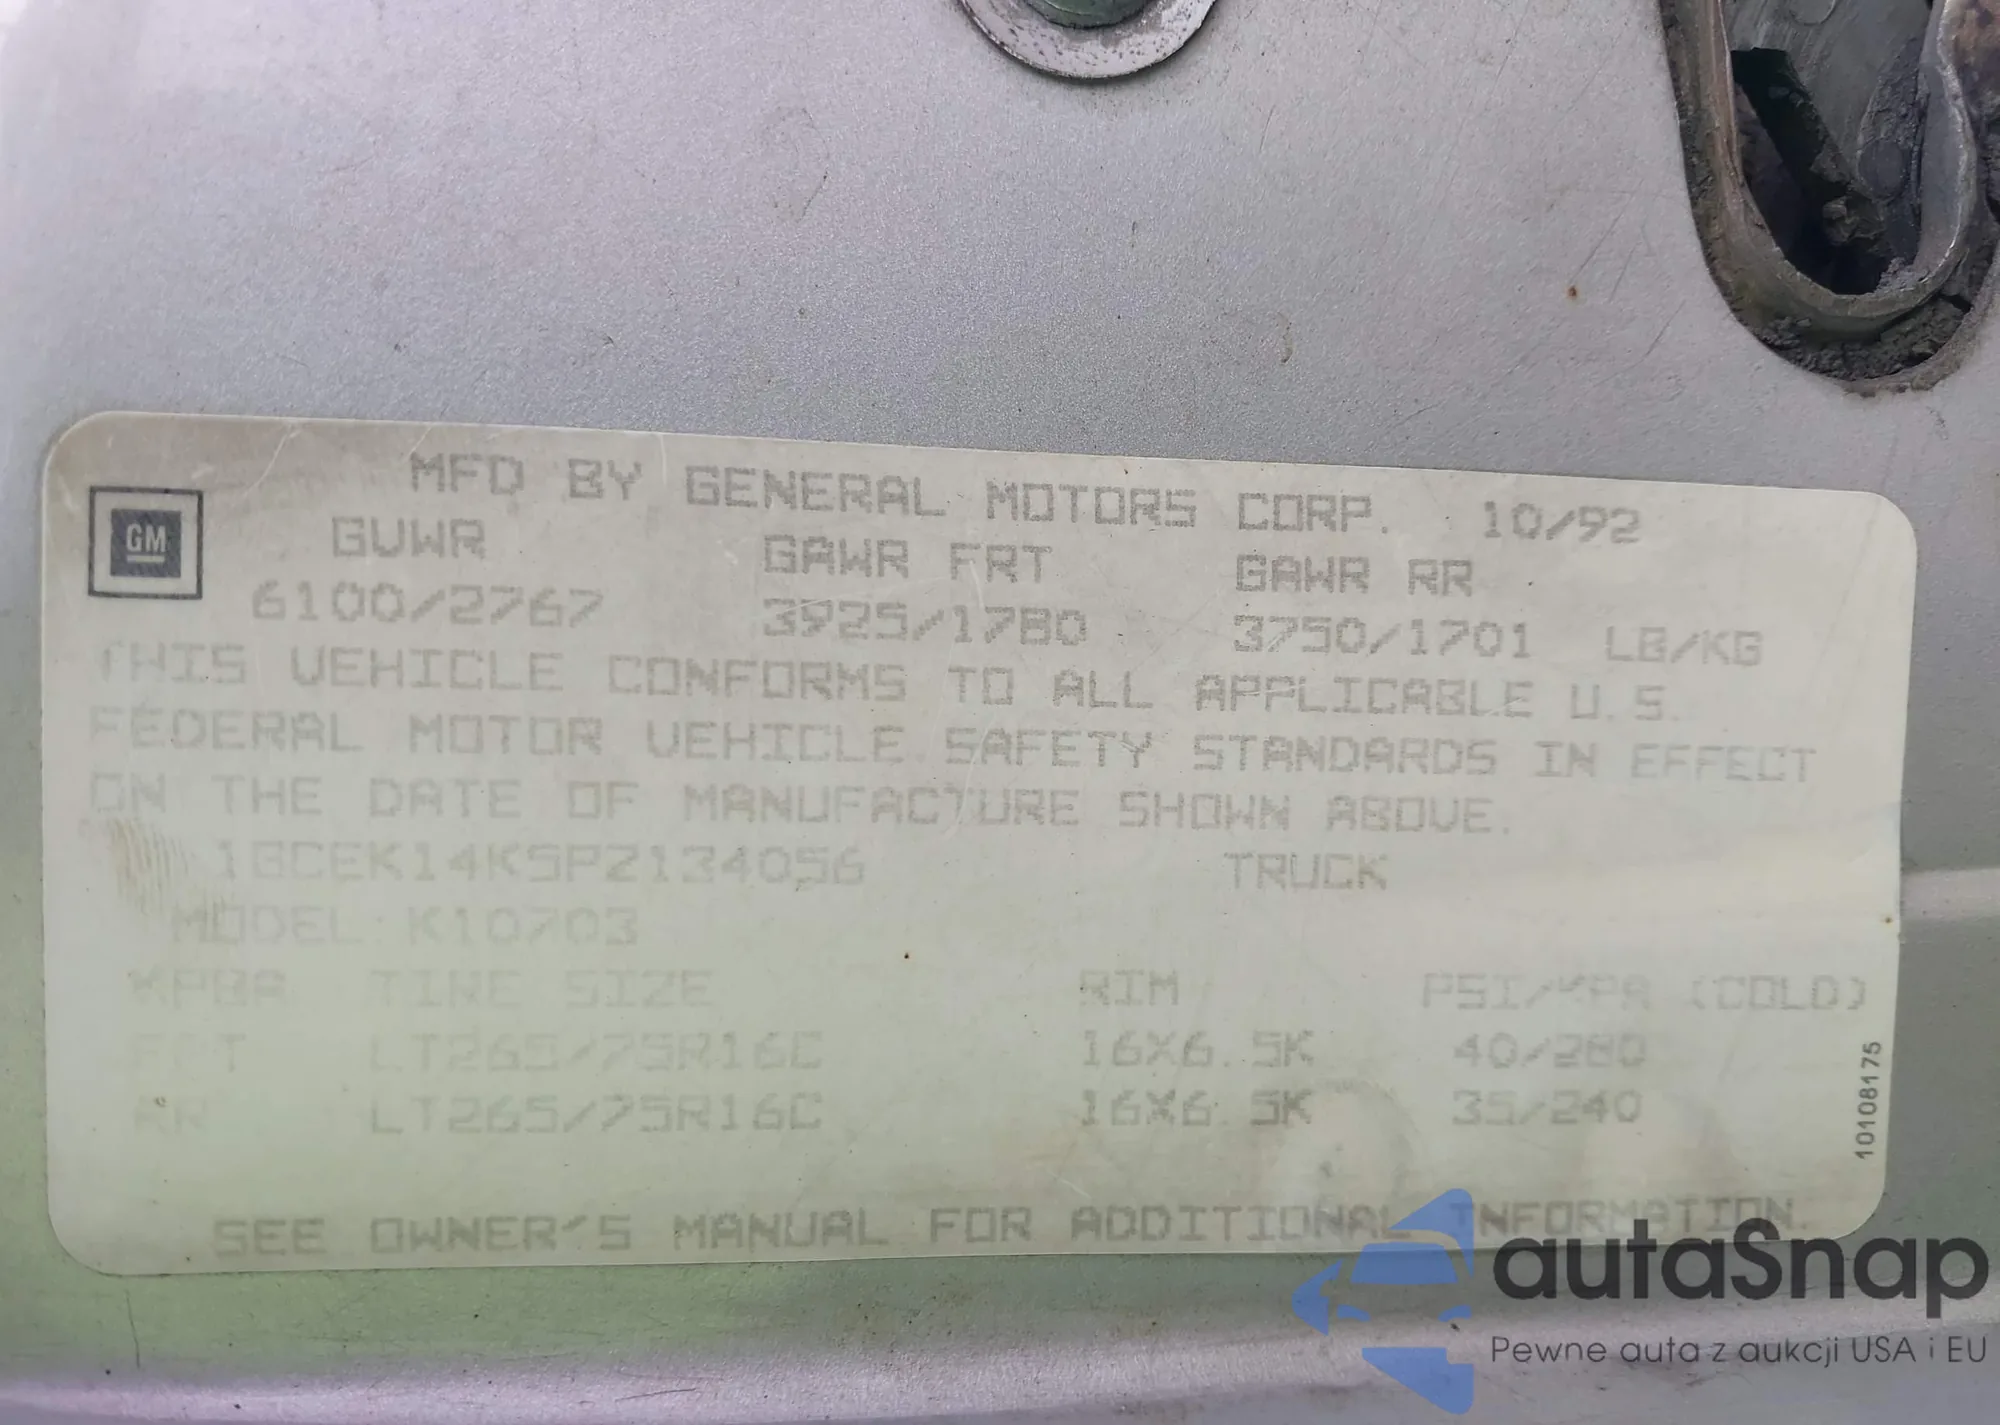 MFD BY GENERAL MOTORS CORP. 10/92
GM
GVWR GAWR FRT GAWR RR
6100/2767 3925/1780 3750/1701 LB/KG
THIS VEHICLE CONFORMS TO ALL APPLICABLE U.S.
FEDERAL MOTOR VEHICLE SAFETY STANDARDS IN EFFECT
ON THE DATE OF MANUFACTURE SHOWN ABOVE.
1GCEK14K5PZ134056 TRUCK
MODEL: K10703
KPBA TIRE SIZE RIM PSI/KPA (COLD)
FRT LT265/75R16C 16X6.5K 40/280
RR LT265/75R16C 16X6.5K 35/240
10108175
SEE OWNER'S MANUAL FOR ADDITIONAL INFORMATION.
autaSnap
Pewne auta z aukcji USA i EU